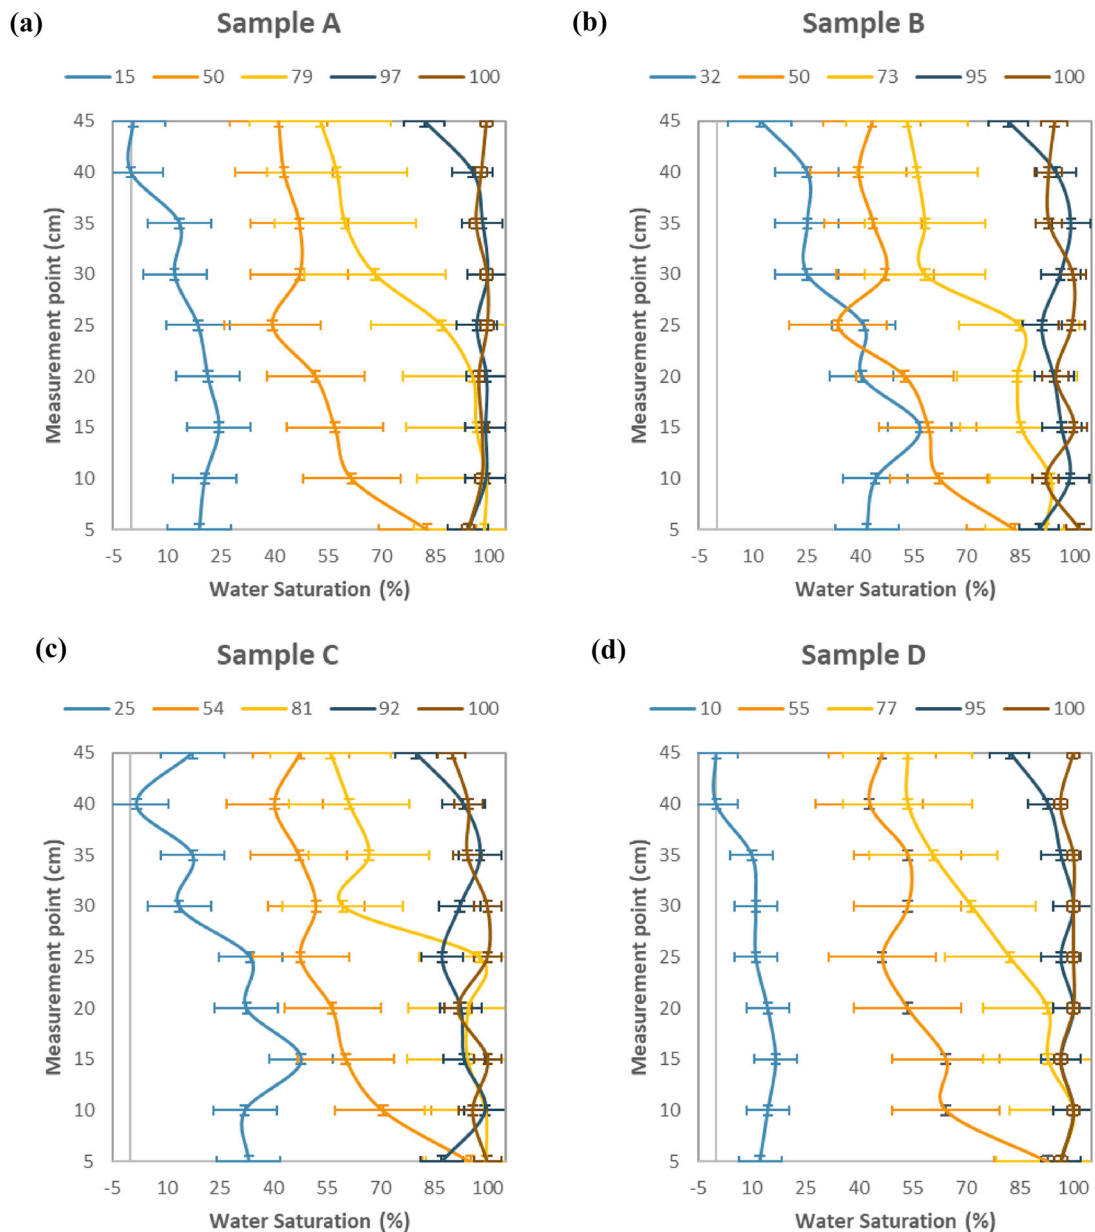 (a) Sample A
15 50 79 97 100
45
40
35
30
25
20
15
10
5
Measurement point (cm)
-5 10 25 40 55 70 85 100
Water Saturation (%)
(b) Sample B
32 50 73 95 100
45
40
35
30
25
20
15
10
5
Measurement point (cm)
-5 10 25 40 55 70 85 100
Water Saturation (%)
(c) Sample C
25 54 81 92 100
45
40
35
30
25
20
15
10
5
Measurement point (cm)
-5 10 25 40 55 70 85 100
Water Saturation (%)
(d) Sample D
10 55 77 95 100
45
40
35
30
25
20
15
10
5
Measurement point (cm)
-5 10 25 40 55 70 85 100
Water Saturation (%)